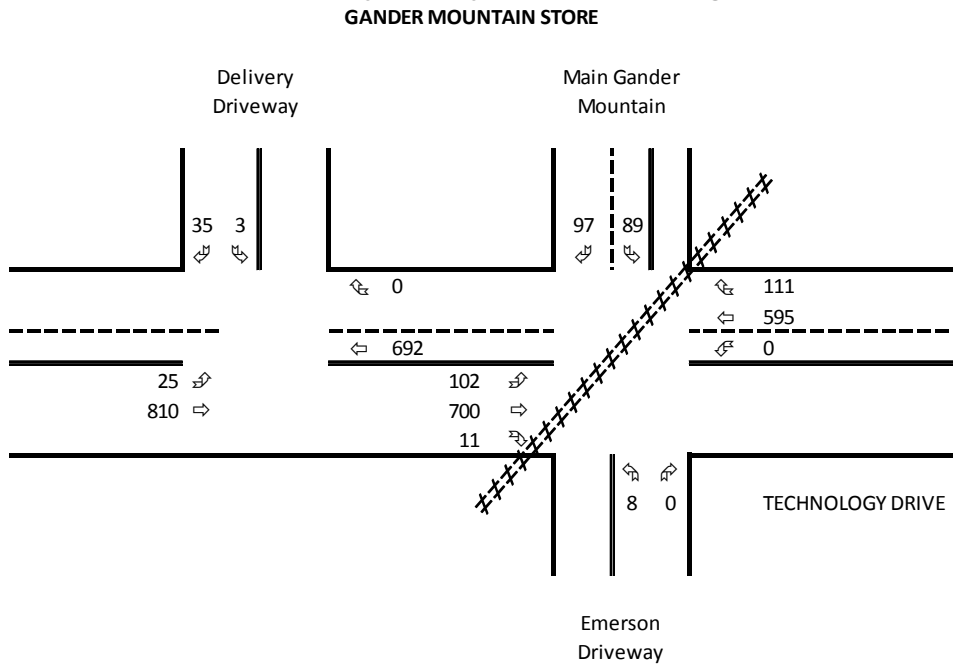 GANDER MOUNTAIN STORE
Delivery
Driveway
Main Gander
Mountain
35 3
97 89
0
111
595
692
0
25
102
810
700
11
8 0
TECHNOLOGY DRIVE
Emerson
Driveway